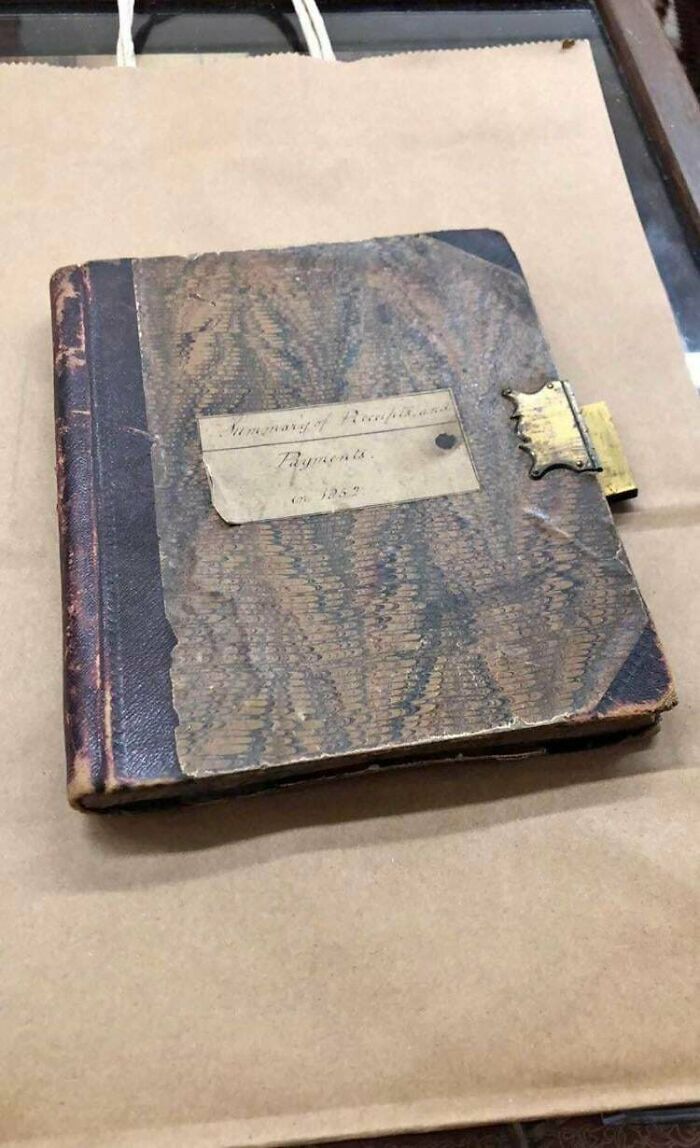 Summary of Receipts, and
Payments.
in 1852.